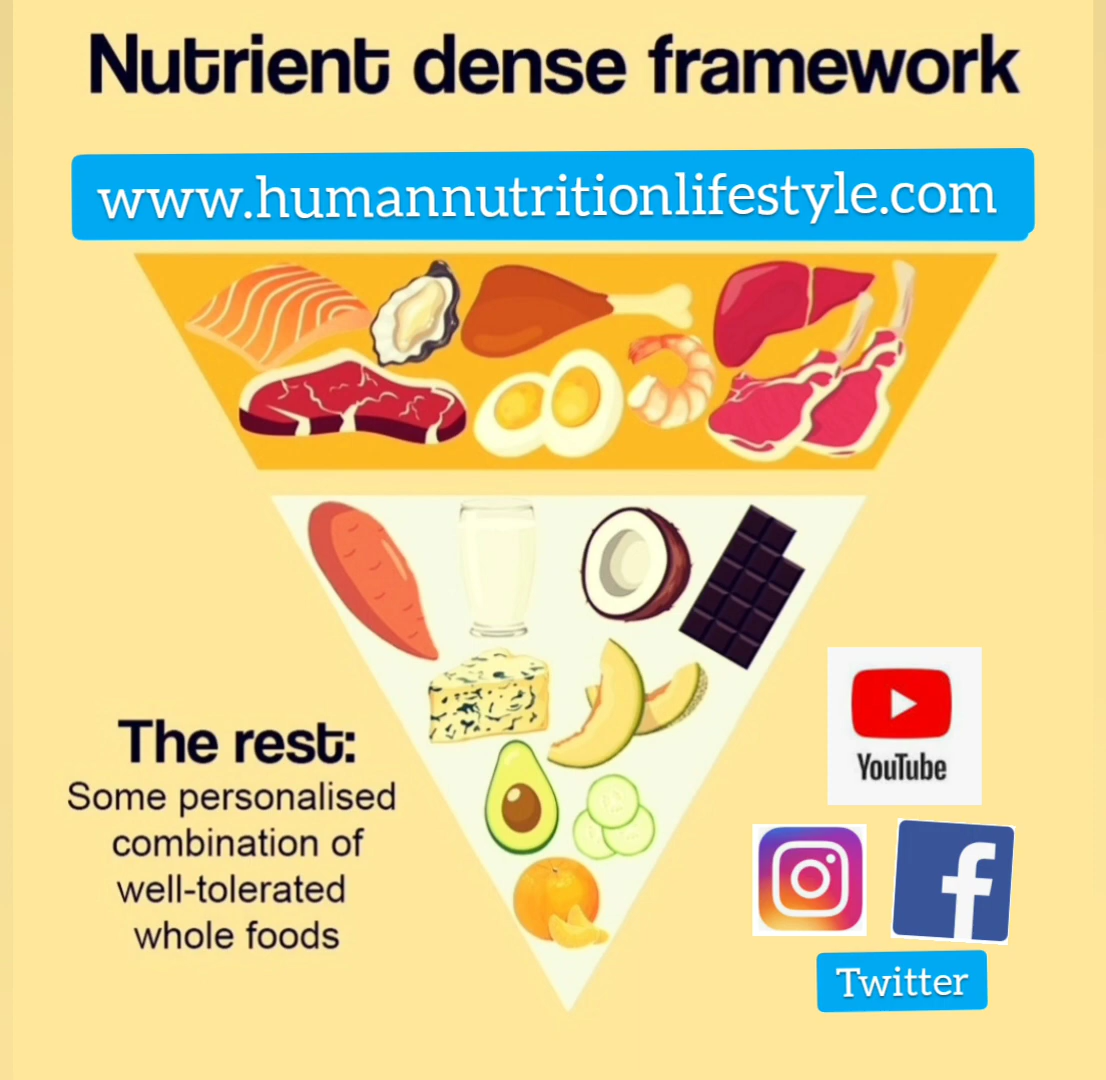 Nutrient dense framework
www.humannutritionlifestyle.com
The rest:
Some personalised
combination of
well-tolerated
whole foods
YouTube
Twitter